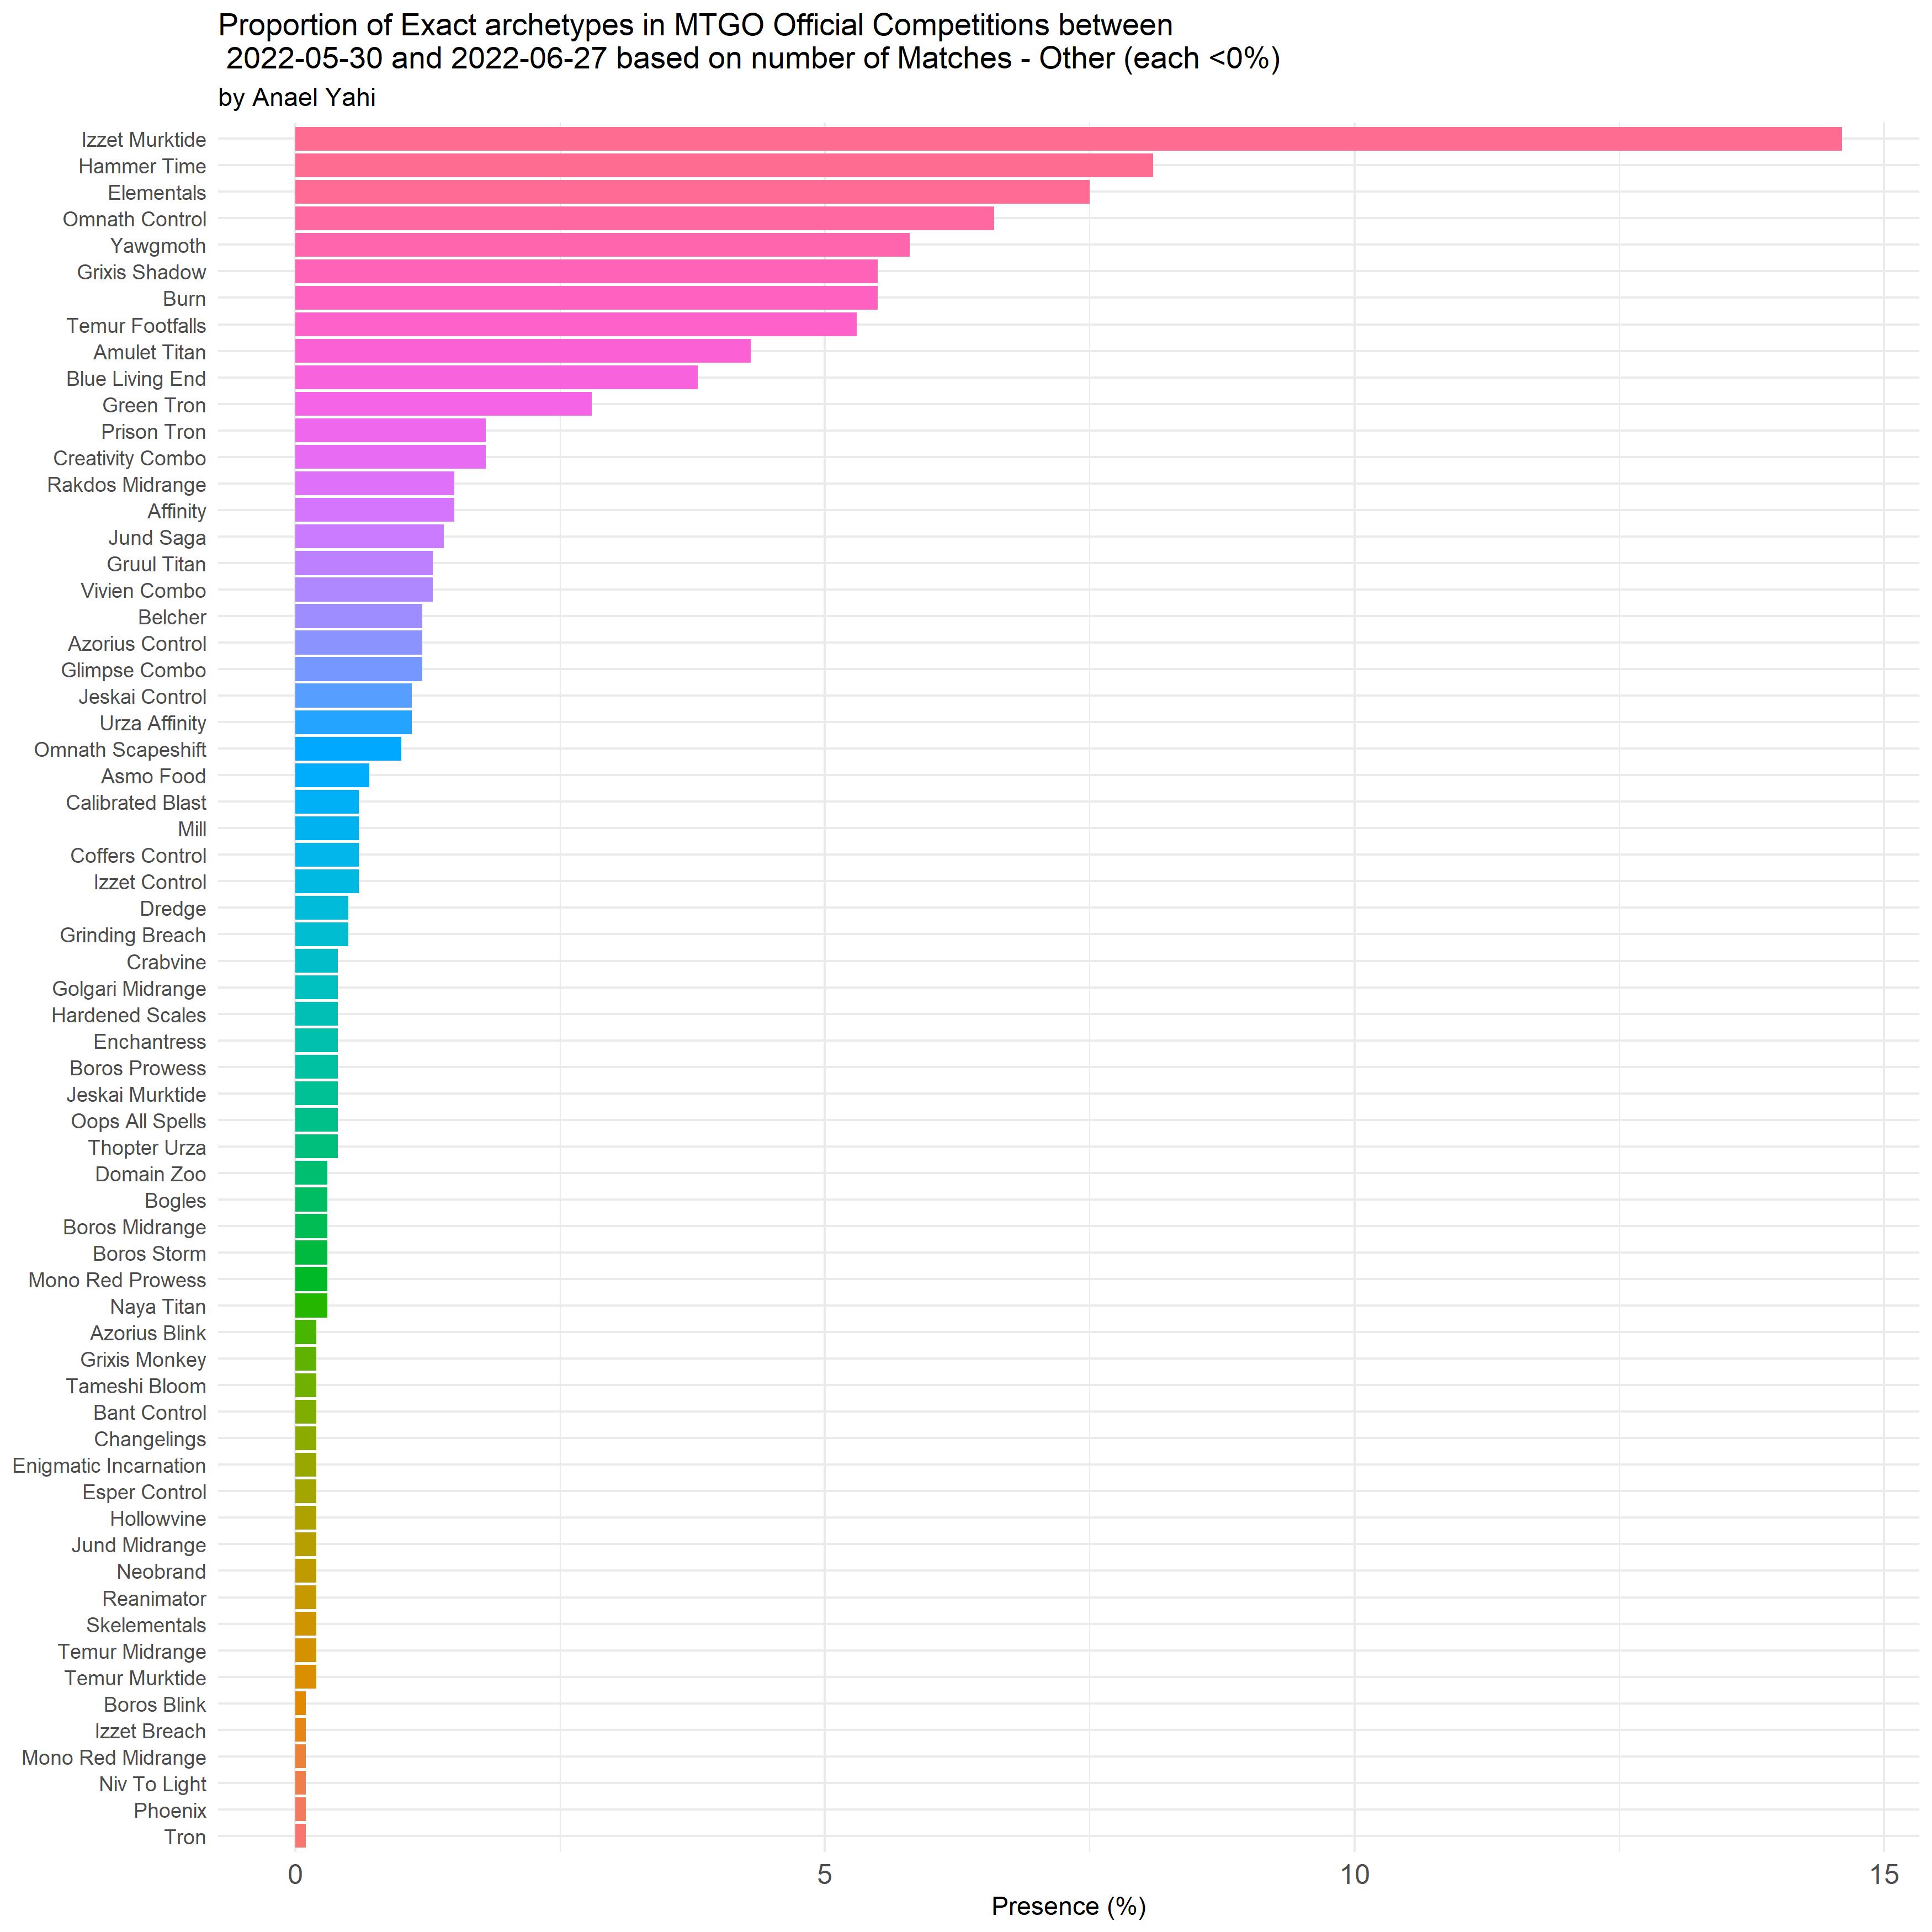 Proportion of Exact archetypes in MTGO Official Competitions between
2022-05-30 and 2022-06-27 based on number of Matches - Other (each <0%)
by Anael Yahi
Izzet Murktide
Hammer Time
Elementals
Omnath Control
Yawgmoth
Grixis Shadow
Burn
Temur Footfalls
Amulet Titan
Blue Living End
Green Tron
Prison Tron
Creativity Combo
Rakdos Midrange
Affinity
Jund Saga
Gruul Titan
Vivien Combo
Belcher
Azorius Control
Glimpse Combo
Jeskai Control
Urza Affinity
Omnath Scapeshift
Asmo Food
Calibrated Blast
Mill
Coffers Control
Izzet Control
Dredge
Grinding Breach
Crabvine
Golgari Midrange
Hardened Scales
Enchantress
Boros Prowess
Jeskai Murktide
Oops All Spells
Thopter Urza
Domain Zoo
Bogles
Boros Midrange
Boros Storm
Mono Red Prowess
Naya Titan
Azorius Blink
Grixis Monkey
Tameshi Bloom
Bant Control
Changelings
Enigmatic Incarnation
Esper Control
Hollowvine
Jund Midrange
Neobrand
Reanimator
Skelementals
Temur Midrange
Temur Murktide
Boros Blink
Izzet Breach
Mono Red Midrange
Niv To Light
Phoenix
Tron
0 5 10 15
Presence (%)